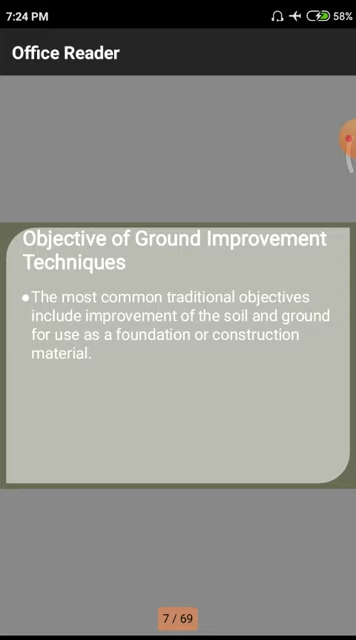 7:24 PM 58%
Office Reader
Objective of Ground Improvement
Techniques
●The most common traditional objectives
include improvement of the soil and ground
for use as a foundation or construction
material.
7 / 69